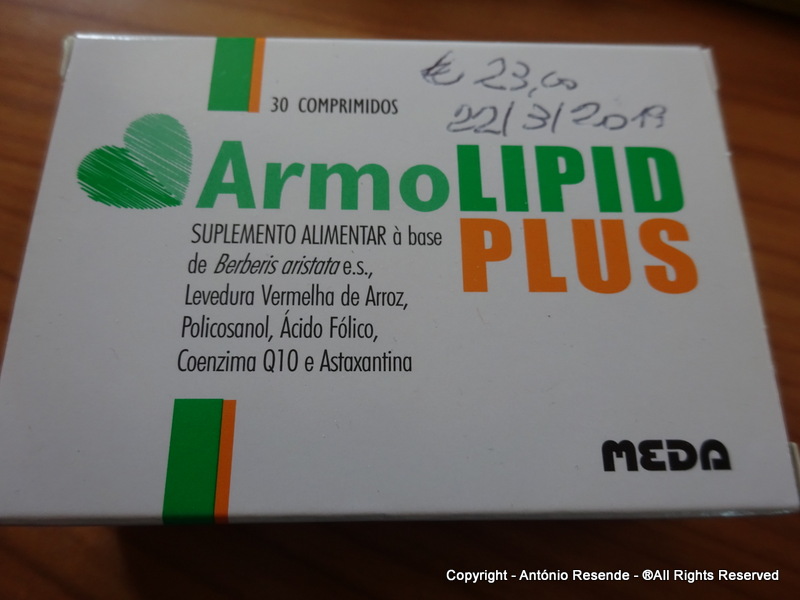 € 23,00
30 COMPRIMIDOS
22/3/2019
ArmoLIPID
PLUS
SUPLEMENTO ALIMENTAR à base
de Berberis aristata e.s.,
Levedura Vermelha de Arroz,
Policosanol, Ácido Fólico,
Coenzima Q10 e Astaxantina
MEDA
Copyright - António Resende - ®All Rights Reserved